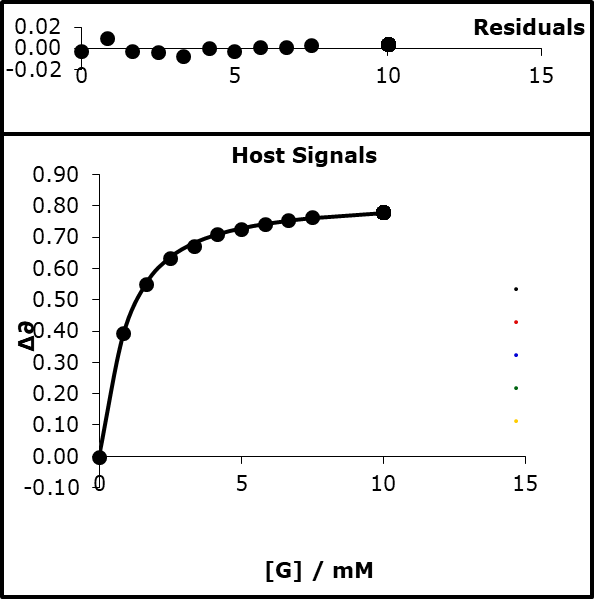 Residuals
0.02
0.00
-0.02
0 5 10 15
Host Signals
0.90
0.80
0.70
0.60
0.50
0.40
0.30
0.20
0.10
0.00
-0.10
Δ∂
0 5 10 15
[G] / mM